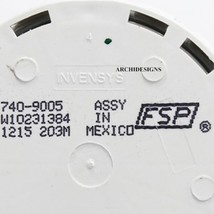 ARCHIDESIGNS
INVENSYS
740-9005 ASSY
W10231384 IN
1215 203M MEXICO
FSP®